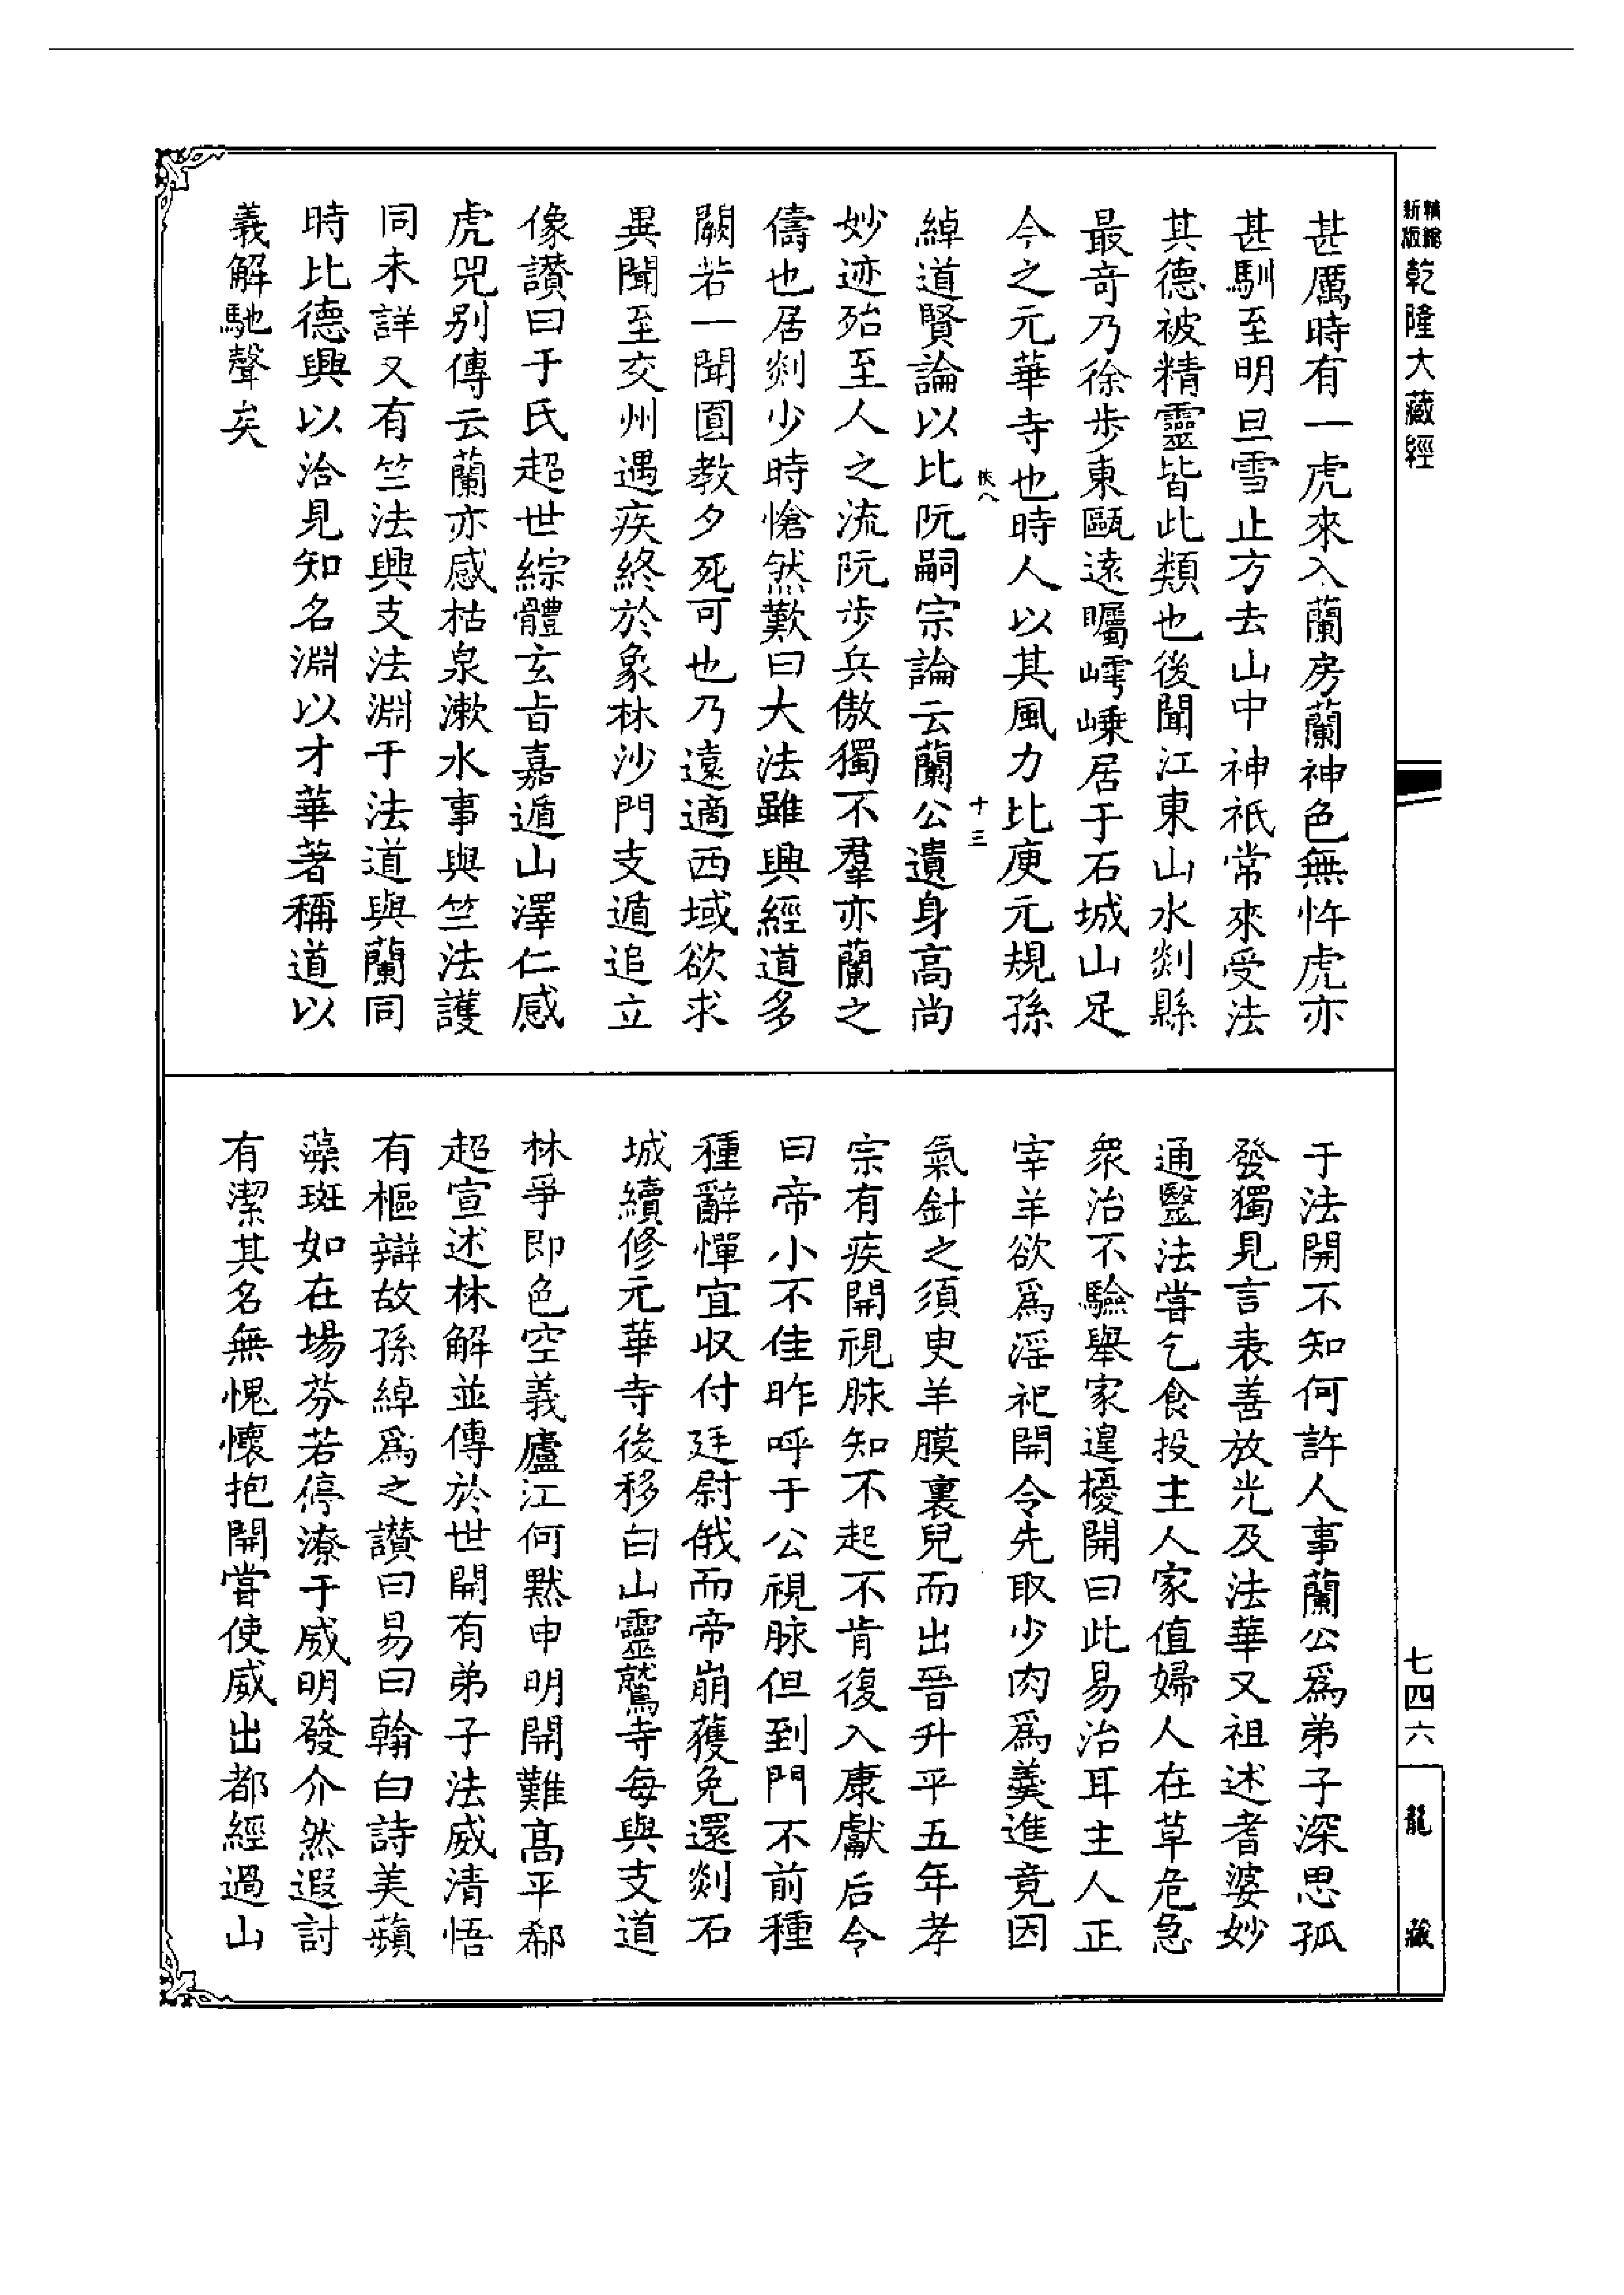 精縮
新版
乾隆大藏經
甚厲時有一虎來入蘭房蘭神色無忤虎亦
甚馴至明旦雪止方去山中神祇常來受法
其德被精靈皆此類也後聞江東山水剡縣
最奇乃徐步東甌遠矚嶀嵊居于石城山足
今之元華寺也時人以其風力比庾元規孫
俠八
十三
綽道賢論以比阮嗣宗論云蘭公遺身高尚
妙迹殆至人之流阮步兵傲獨不羣亦蘭之
儔也居剡少時愴然歎曰大法雖興經道多
闕若一聞圓教夕死可也乃遠適西域欲求
異聞至交州遇疾終於象林沙門支遁追立
像讚曰于氏超世綜體玄旨嘉遁山澤仁感
虎兕别傳云蘭亦感枯泉漱水事與竺法護
同未詳又有竺法興支法淵于法道與蘭同
時比德興以洽見知名淵以才華著稱道以
義解馳聲矣
于法開不知何許人事蘭公為弟子深思孤
發獨見言表善放光及法華又祖述耆婆妙
通醫法嘗乞食投主人家值婦人在草危急
衆治不驗舉家遑擾開曰此易治耳主人正
宰羊欲為淫祀開令先取少肉為羹進竟因
氣針之須臾羊膜裹兒而出晉升平五年孝
宗有疾開視脉知不起不肯復入康獻后令
曰帝小不佳昨呼于公視脉但到門不前種
種辭憚宜収付廷尉俄而帝崩獲免還剡石
城續修元華寺後移白山靈鷲寺每與支道
林爭即色空義廬江何默申明開難高平郗
超宣述林解並傳於世開有弟子法威清悟
有樞辯故孫綽為之讚曰易曰翰白詩美蘋
藻斑如在場芬若停潦于威明發介然遐討
有潔其名無愧懷抱開嘗使威出都經過山
七四六
龍藏